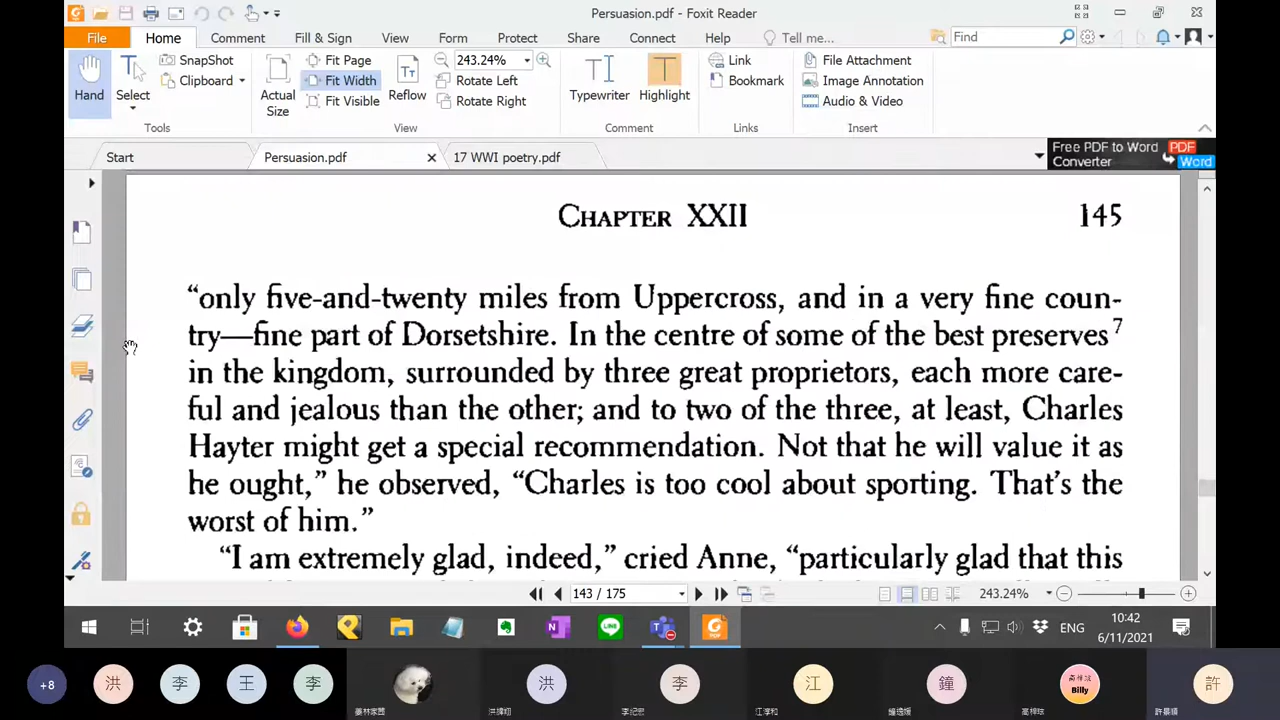 Persuasion.pdf - Foxit Reader
File Home Comment Fill & Sign View Form Protect Share Connect Help Tell me... Find
Hand
Select
SnapShot
Clipboard
Tools
Actual
Size
Fit Page
Fit Width
Fit Visible
Reflow
243.24%
Rotate Left
Rotate Right
View
Typewriter
Highlight
Comment
Link
Bookmark
Links
File Attachment
Image Annotation
Audio & Video
Insert
Start
Persuasion.pdf
17 WWI poetry.pdf
Free PDF to Word
Converter
PDF
Word
CHAPTER XXII 145
“only five-and-twenty miles from Uppercross, and in a very fine coun-
try—fine part of Dorsetshire. In the centre of some of the best preserves7
in the kingdom, surrounded by three great proprietors, each more care-
ful and jealous than the other; and to two of the three, at least, Charles
Hayter might get a special recommendation. Not that he will value it as
he ought,” he observed, “Charles is too cool about sporting. That’s the
worst of him.”
“I am extremely glad, indeed,” cried Anne, “particularly glad that this
143 / 175
243.24%
ENG
10:42
6/11/2021
+8 洪 李 王 李 洪 李 江 鐘 高梓珷 Billy 許